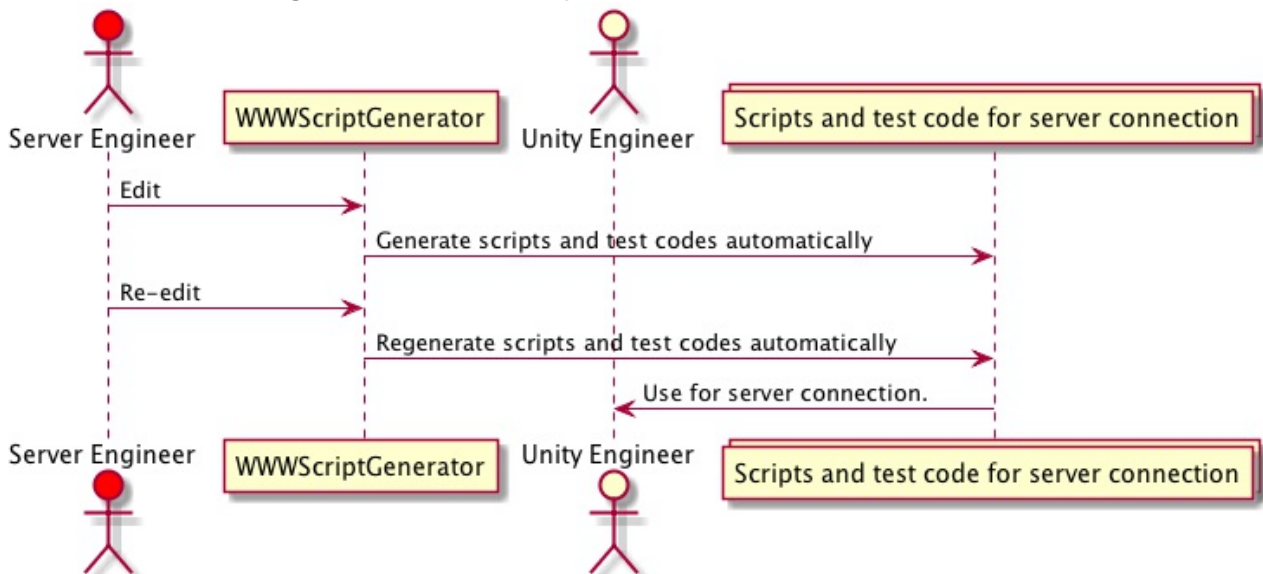 Server Engineer
WWWScriptGenerator
Unity Engineer
Scripts and test code for server connection
Edit
Generate scripts and test codes automatically
Re-edit
Regenerate scripts and test codes automatically
Use for server connection.
Server Engineer
WWWScriptGenerator
Unity Engineer
Scripts and test code for server connection